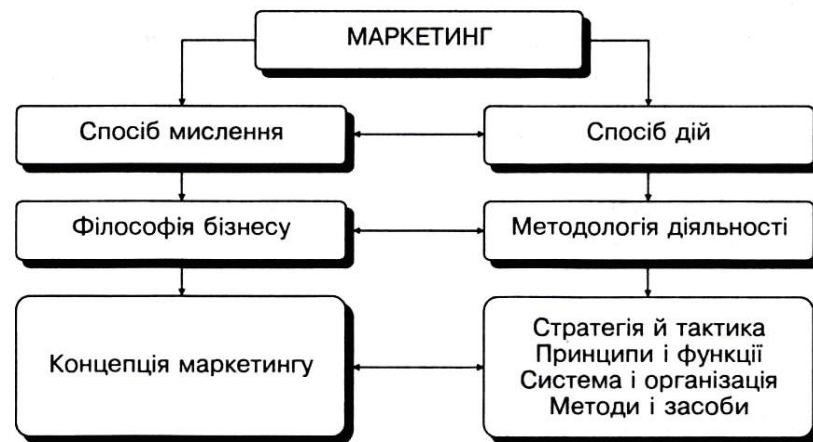 МАРКЕТИНГ
Спосіб мислення
Спосіб дій
Філософія бізнесу
Методологія діяльності
Концепція маркетингу
Стратегія й тактика
Принципи і функції
Система і організація
Методи і засоби